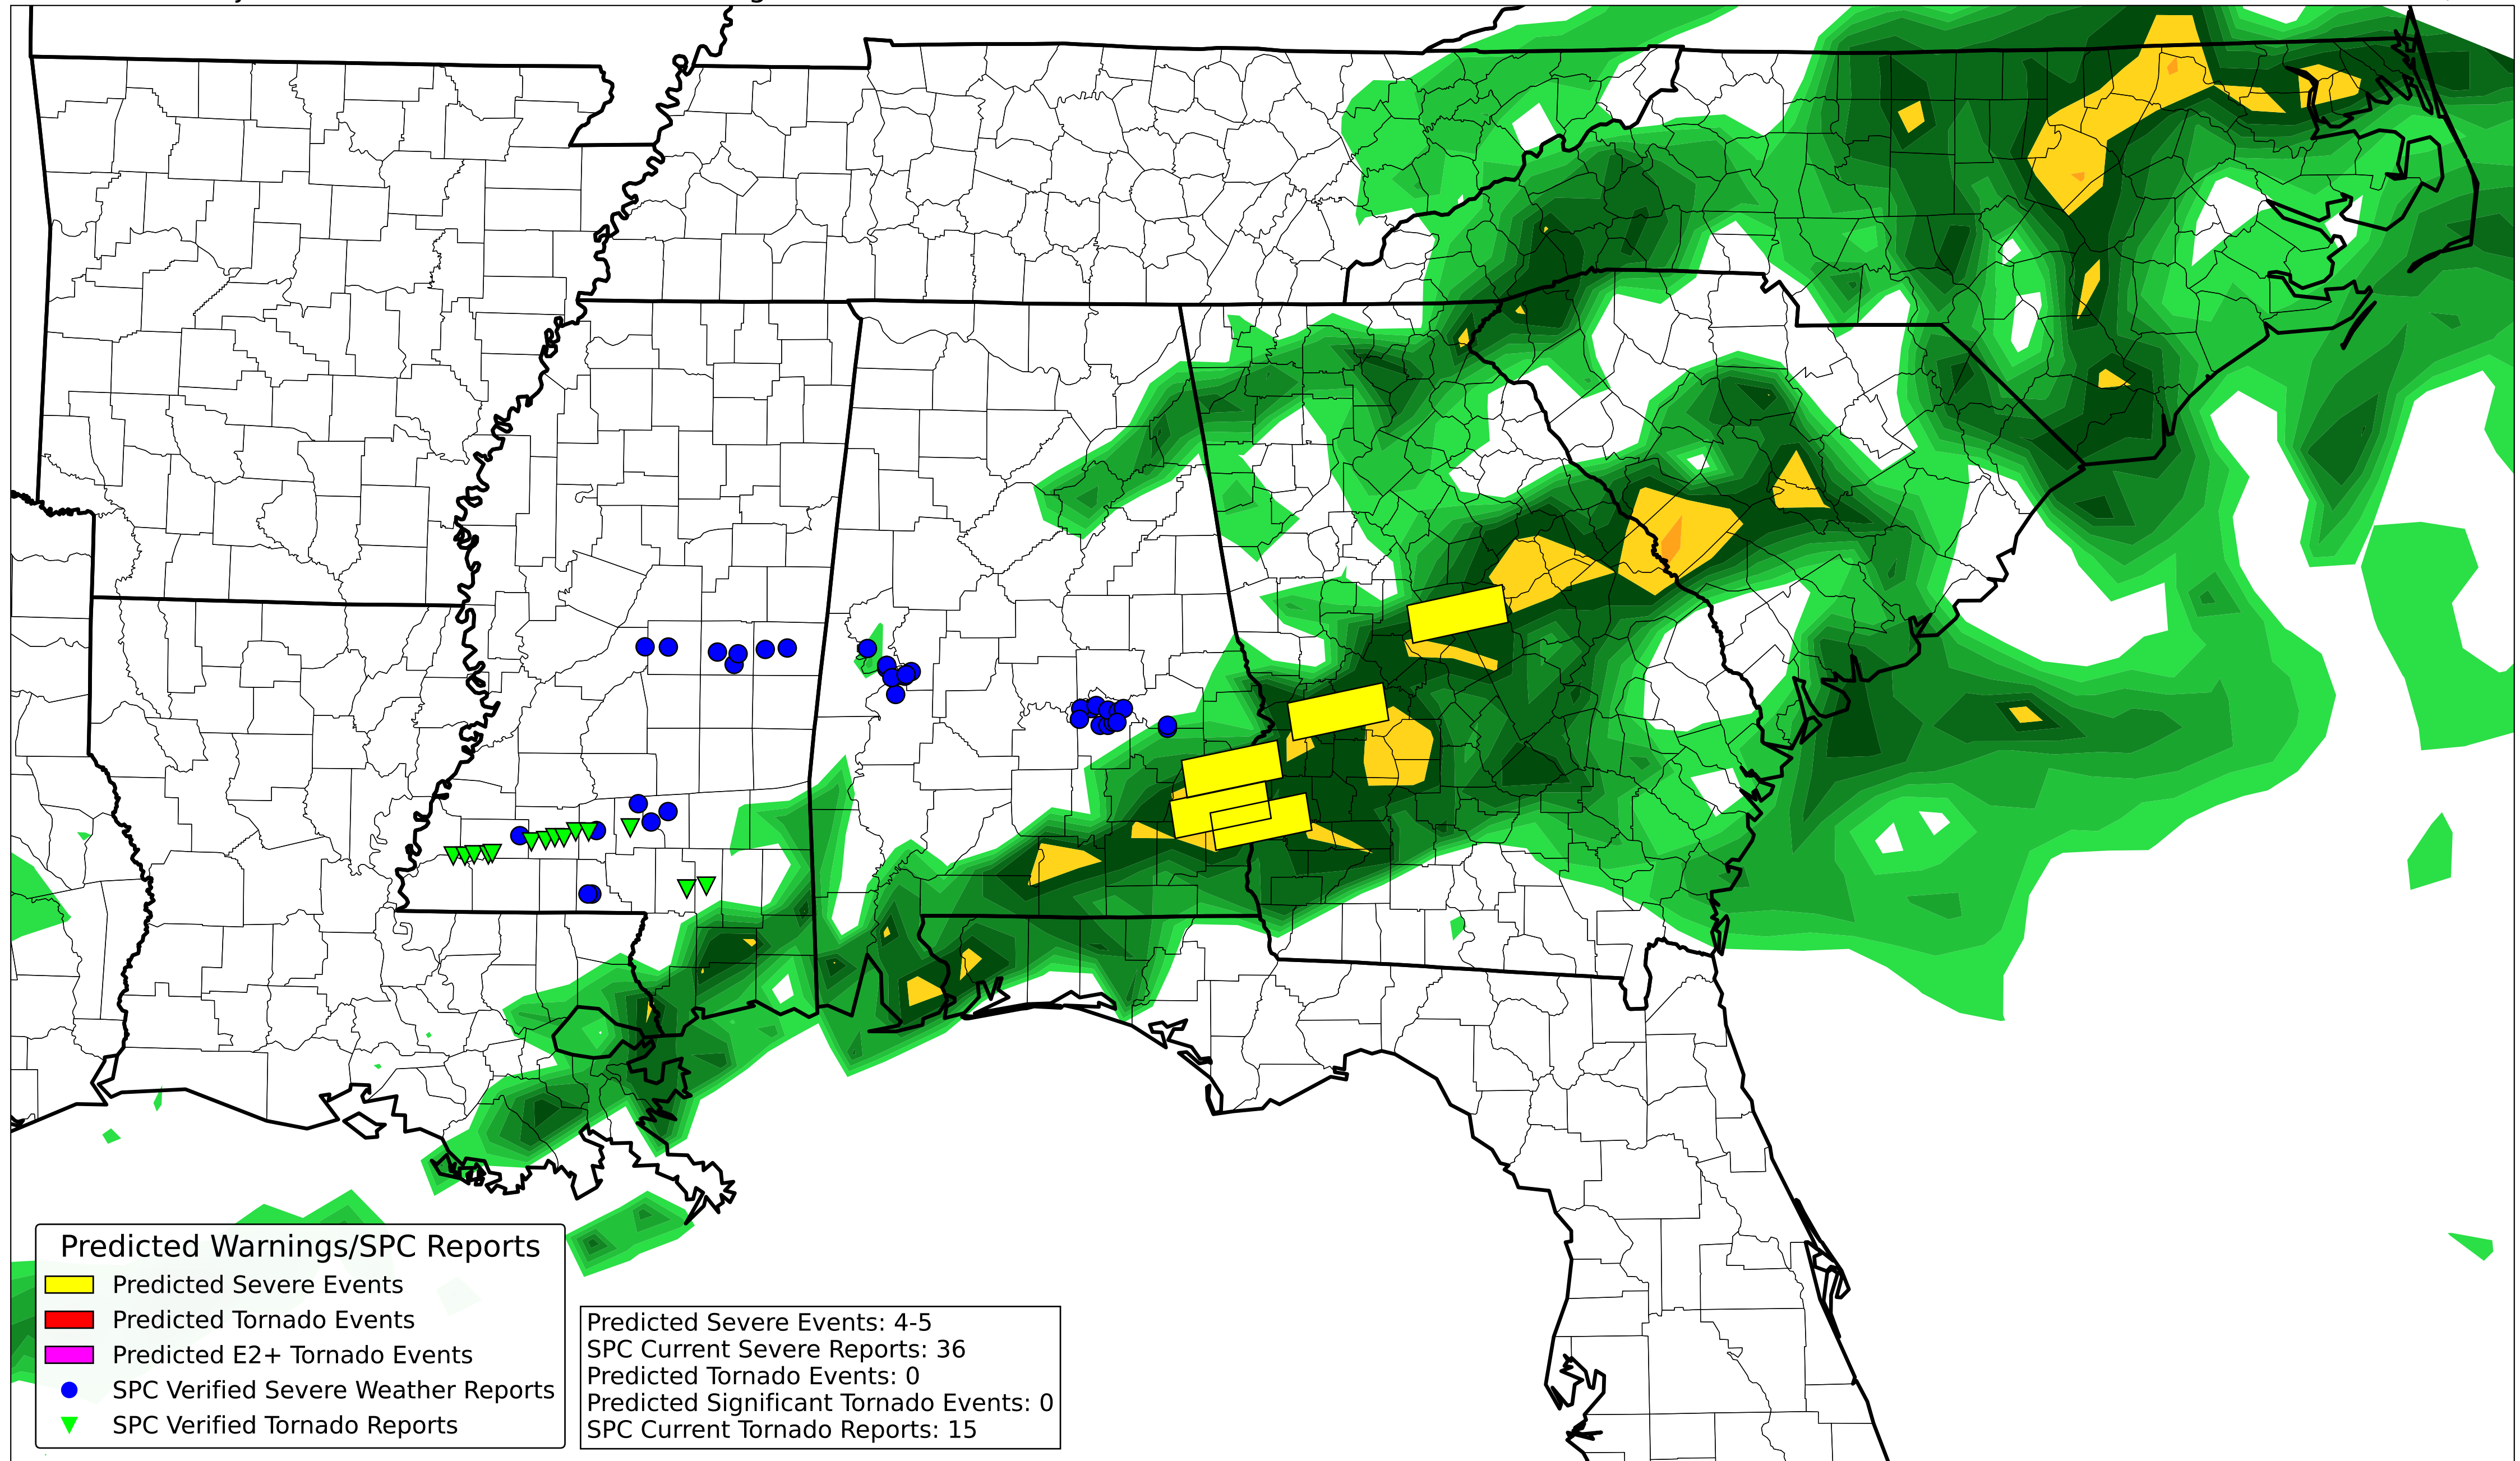 Predicted Warnings/SPC Reports
Predicted Severe Events
Predicted Tornado Events
Predicted E2+ Tornado Events
SPC Verified Severe Weather Reports
SPC Verified Tornado Reports
Predicted Severe Events: 4-5
SPC Current Severe Reports: 36
Predicted Tornado Events: 0
Predicted Significant Tornado Events: 0
SPC Current Tornado Reports: 15